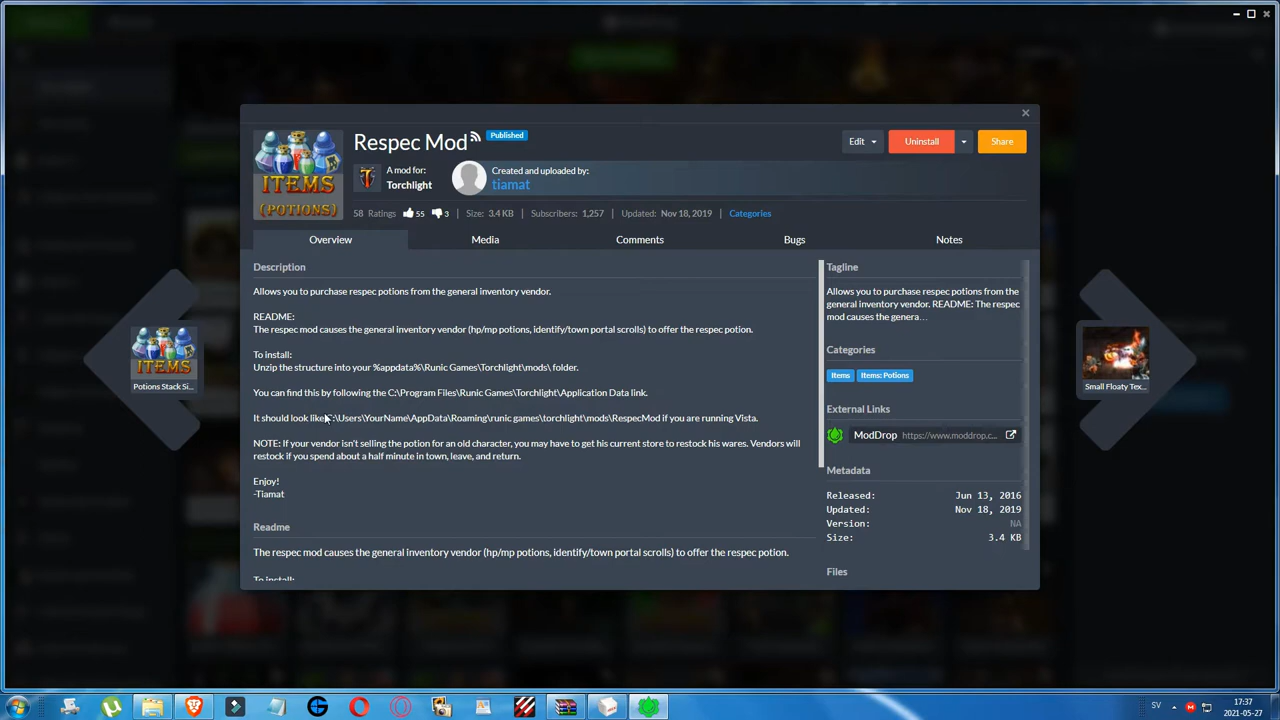 Respec Mod
Published
Edit
Uninstall
Share
ITEMS
(POTIONS)
A mod for:
Torchlight
Created and uploaded by:
tiamat
58 Ratings 55 3 | Size: 3.4 KB | Subscribers: 1,257 | Updated: Nov 18, 2019 | Categories
Overview
Media
Comments
Bugs
Notes
Description
Allows you to purchase respec potions from the general inventory vendor.
README:
The respec mod causes the general inventory vendor (hp/mp potions, identify/town portal scrolls) to offer the respec potion.
To install:
Unzip the structure into your %appdata%\Runic Games\Torchlight\mods\ folder.
You can find this by following the C:\Program Files\Runic Games\Torchlight\Application Data link.
It should look like C:\Users\YourName\AppData\Roaming\runic games\torchlight\mods\RespecMod if you are running Vista.
NOTE: If your vendor isn't selling the potion for an old character, you may have to get his current store to restock his wares. Vendors will
restock if you spend about a half minute in town, leave, and return.
Enjoy!
-Tiamat
Readme
The respec mod causes the general inventory vendor (hp/mp potions, identify/town portal scrolls) to offer the respec potion.
To install:
Tagline
Allows you to purchase respec potions from the
general inventory vendor. README: The respec
mod causes the genera...
Categories
Items
Items: Potions
External Links
ModDrop https://www.moddrop.c...
Metadata
Released: Jun 13, 2016
Updated: Nov 18, 2019
Version: NA
Size: 3.4 KB
Files
ITEMS
Potions Stack Si...
Small Floaty Tex...
SV
17:37
2021-05-27